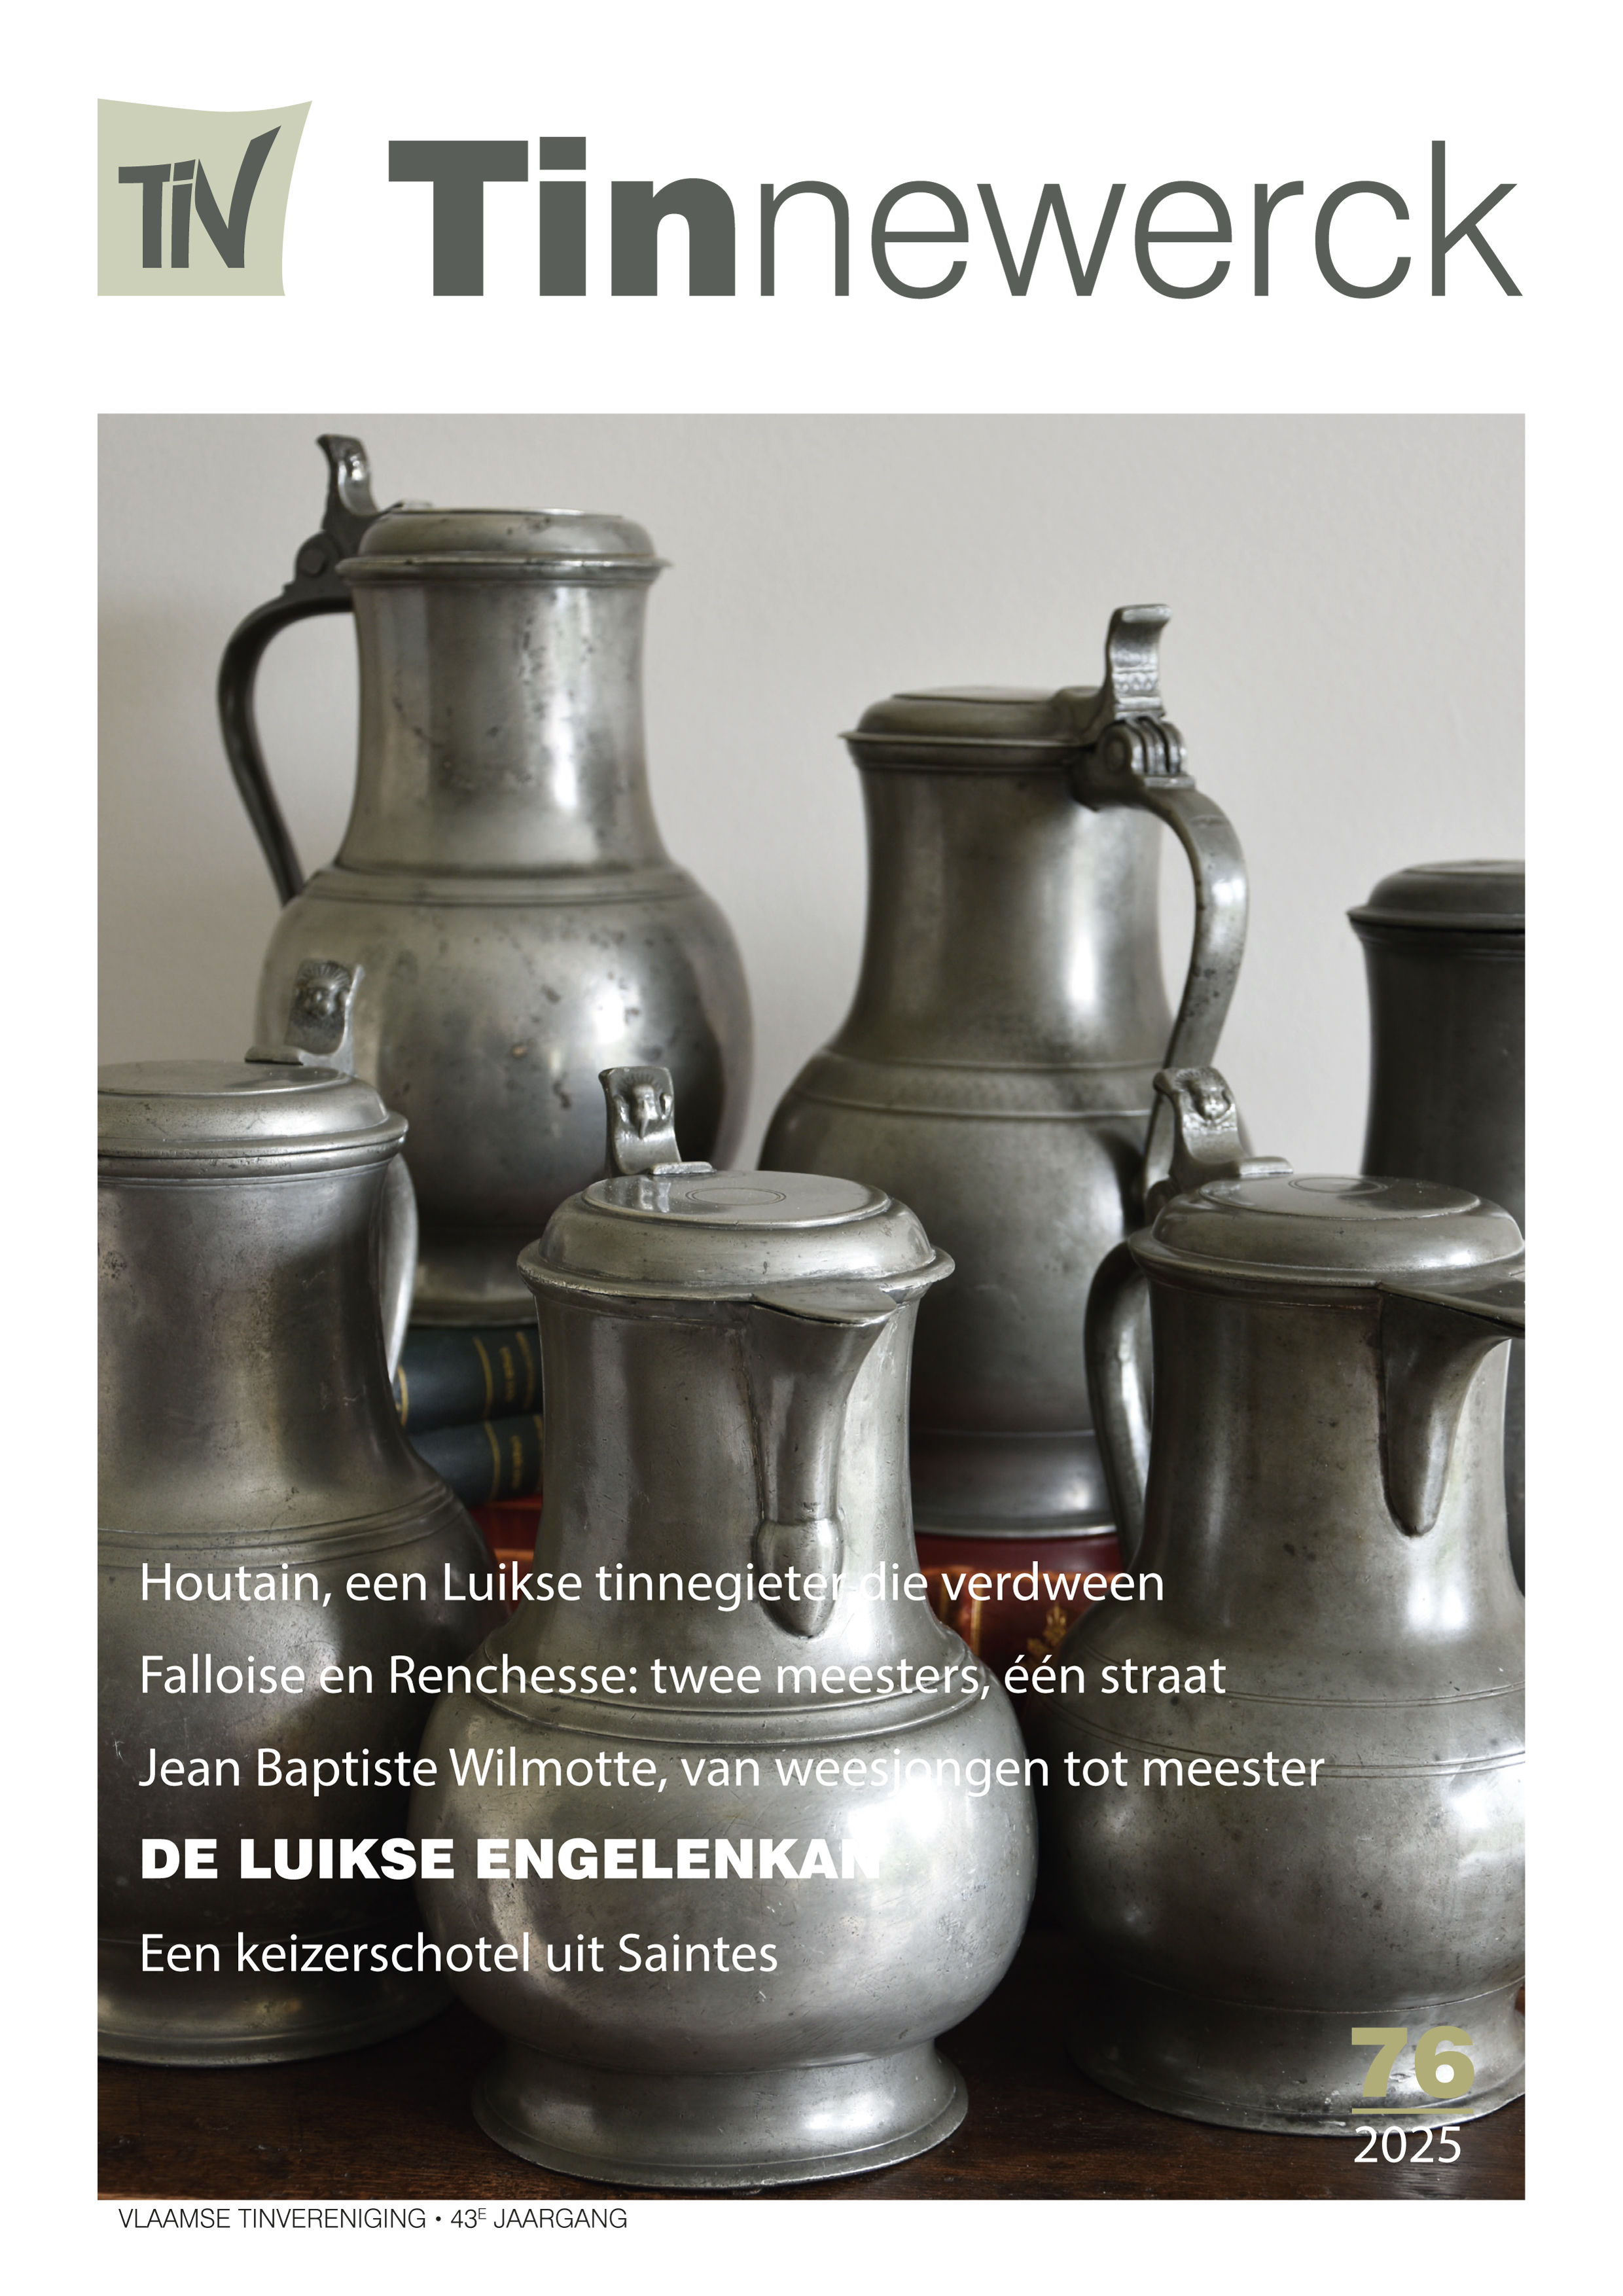 TiN
Tinnewerck
Houtain, een Luikse tinnegieter die verdween
Falloise en Renchesse: twee meesters, één straat
Jean Baptiste Wilmotte, van weesjongen tot meester
DE LUIKSE ENGELENKAN
Een keizerschotel uit Saintes
76
2025
VLAAMSE TINVERENIGING • 43E JAARGANG